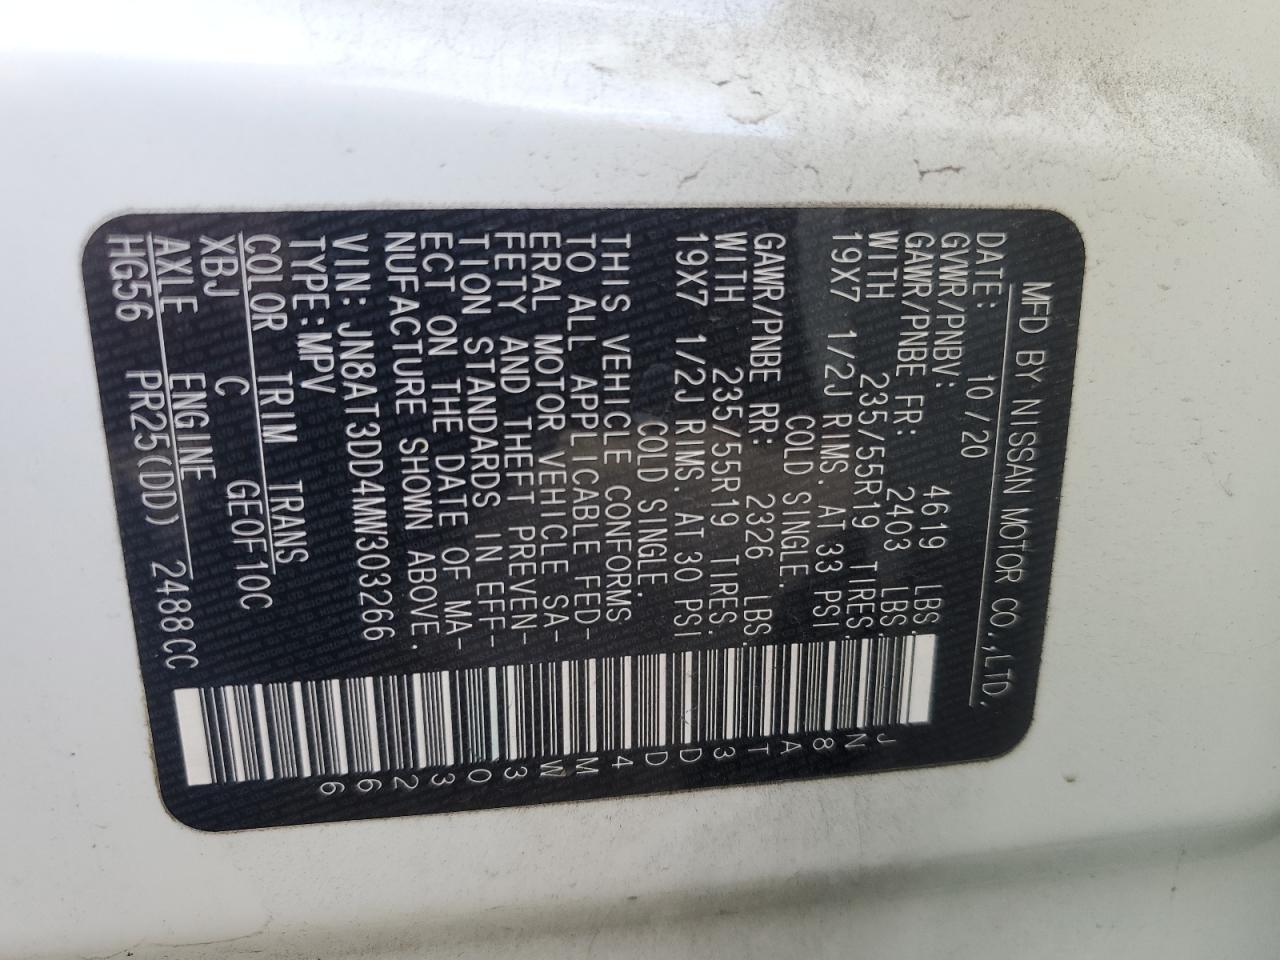 MFD BY NISSAN MOTOR CO.,LTD.
DATE: 10/20
GVWR/PNBV: 4619 LBS.
GAWR/PNBE FR: 2403 LBS.
WITH 235/55R19 TIRES.
19X7 1/2J RIMS. AT 33 PSI
COLD SINGLE.
GAWR/PNBE RR: 2326 LBS.
WITH 235/55R19 TIRES.
19X7 1/2J RIMS. AT 30 PSI
COLD SINGLE.
THIS VEHICLE CONFORMS
TO ALL APPLICABLE FED-
ERAL MOTOR VEHICLE SA-
FETY AND THEFT PREVEN-
TION STANDARDS IN EFF-
ECT ON THE DATE OF MA-
NUFACTURE SHOWN ABOVE.
VIN: JN8AT3DD4MW303266
TYPE:MPV
COLOR TRIM TRANS
XBJ C GE0F10C
AXLE ENGINE
HG56 PR25(DD) 2488CC
JN8AT3DD4MW303266